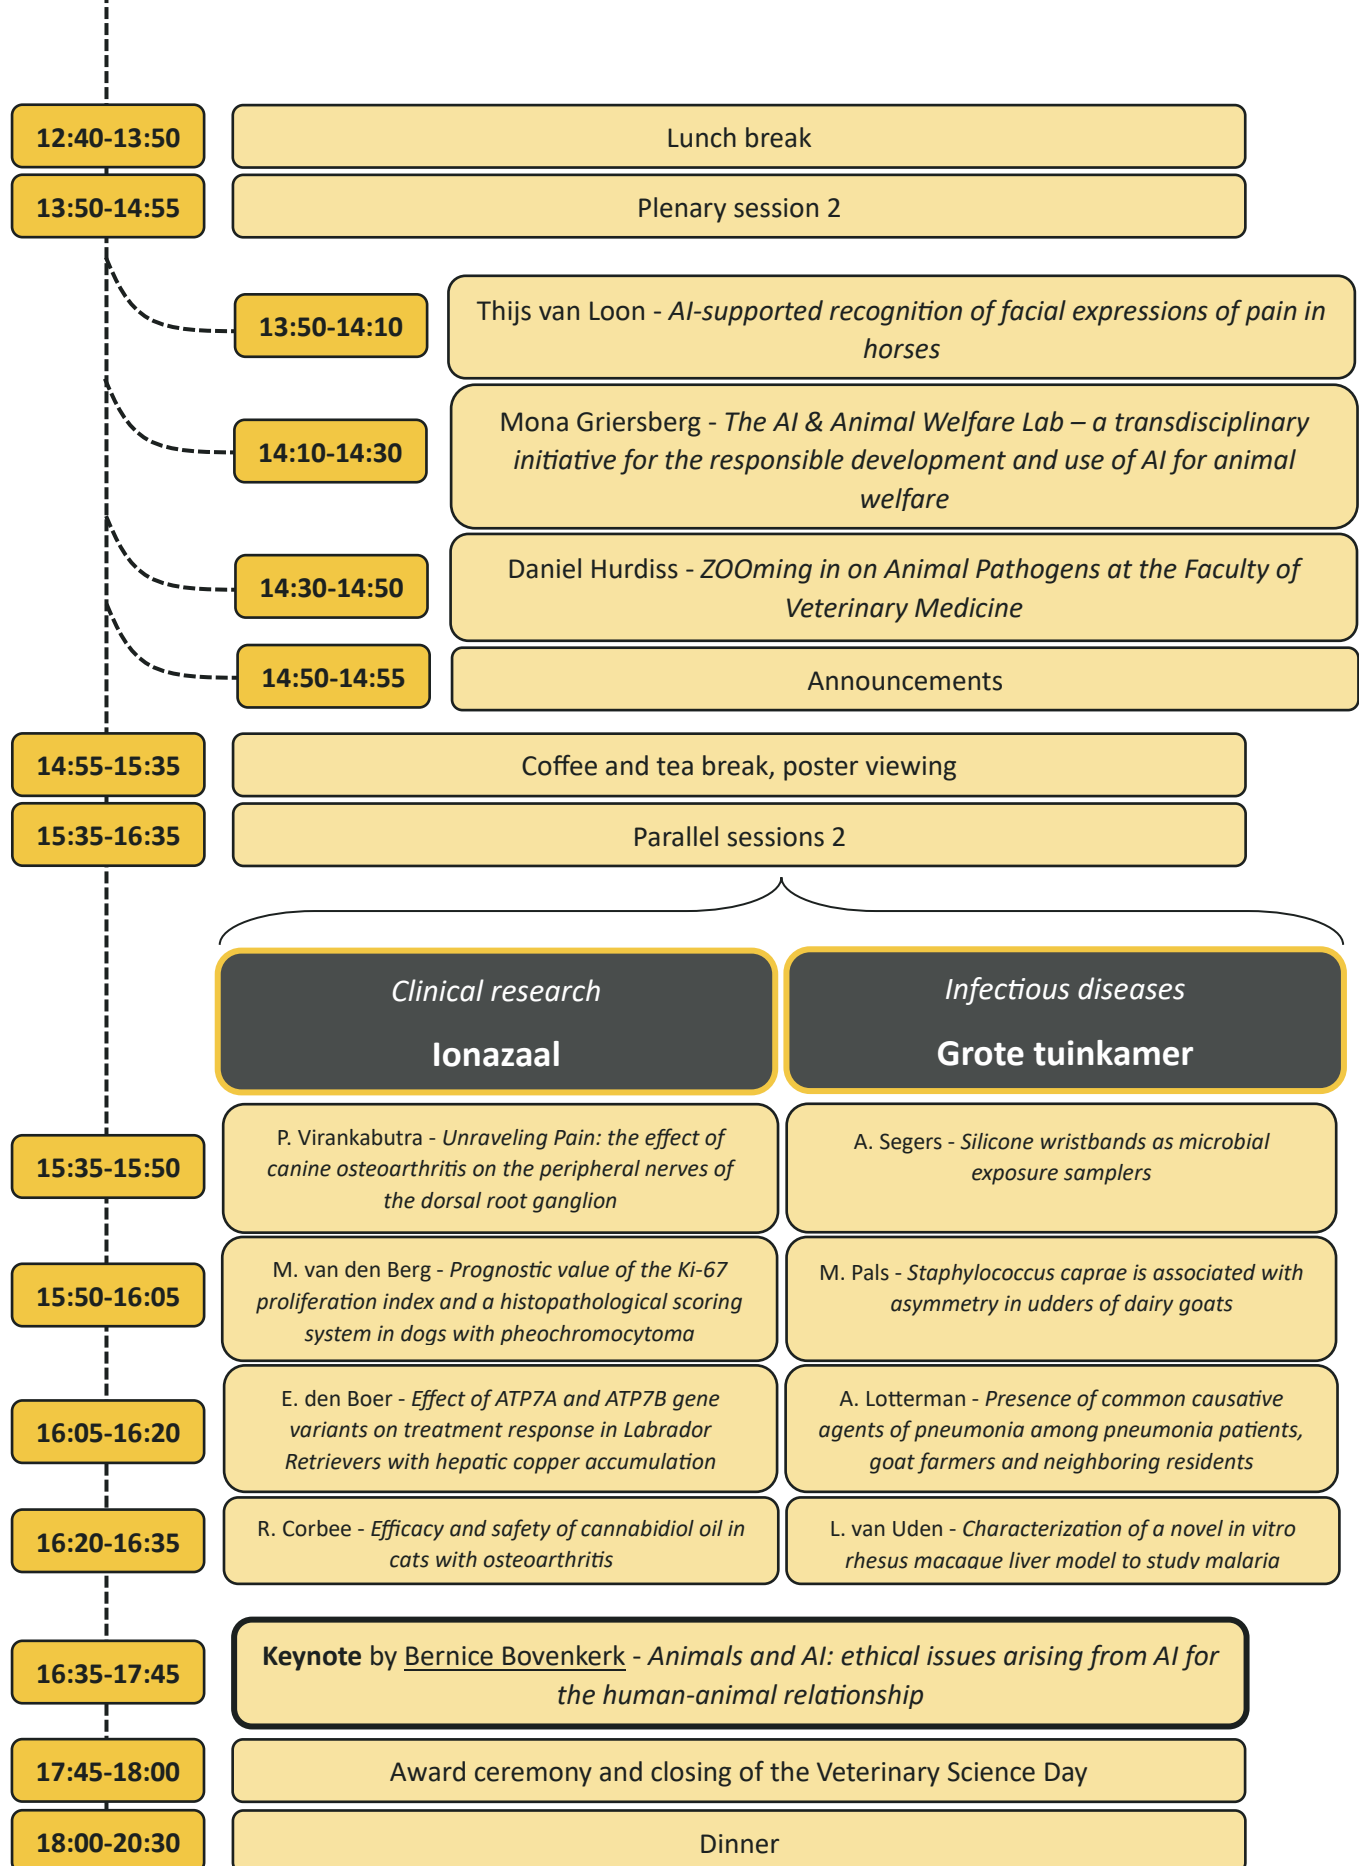 12:40-13:50
Lunch break
13:50-14:55
Plenary session 2
13:50-14:10
Thijs van Loon - AI-supported recognition of facial expressions of pain in
horses
14:10-14:30
Mona Griersberg - The AI & Animal Welfare Lab – a transdisciplinary
initiative for the responsible development and use of AI for animal
welfare
14:30-14:50
Daniel Hurdiss - ZOOming in on Animal Pathogens at the Faculty of
Veterinary Medicine
14:50-14:55
Announcements
14:55-15:35
Coffee and tea break, poster viewing
15:35-16:35
Parallel sessions 2
Clinical research
Ionazaal
Infectious diseases
Grote tuinkamer
15:35-15:50
P. Virankabutra - Unraveling Pain: the effect of
canine osteoarthritis on the peripheral nerves of
the dorsal root ganglion
A. Segers - Silicone wristbands as microbial
exposure samplers
15:50-16:05
M. van den Berg - Prognostic value of the Ki-67
proliferation index and a histopathological scoring
system in dogs with pheochromocytoma
M. Pals - Staphylococcus caprae is associated with
asymmetry in udders of dairy goats
16:05-16:20
E. den Boer - Effect of ATP7A and ATP7B gene
variants on treatment response in Labrador
Retrievers with hepatic copper accumulation
A. Lotterman - Presence of common causative
agents of pneumonia among pneumonia patients,
goat farmers and neighboring residents
16:20-16:35
R. Corbee - Efficacy and safety of cannabidiol oil in
cats with osteoarthritis
L. van Uden - Characterization of a novel in vitro
rhesus macaque liver model to study malaria
16:35-17:45
Keynote by Bernice Bovenkerk - Animals and AI: ethical issues arising from AI for
the human-animal relationship
17:45-18:00
Award ceremony and closing of the Veterinary Science Day
18:00-20:30
Dinner